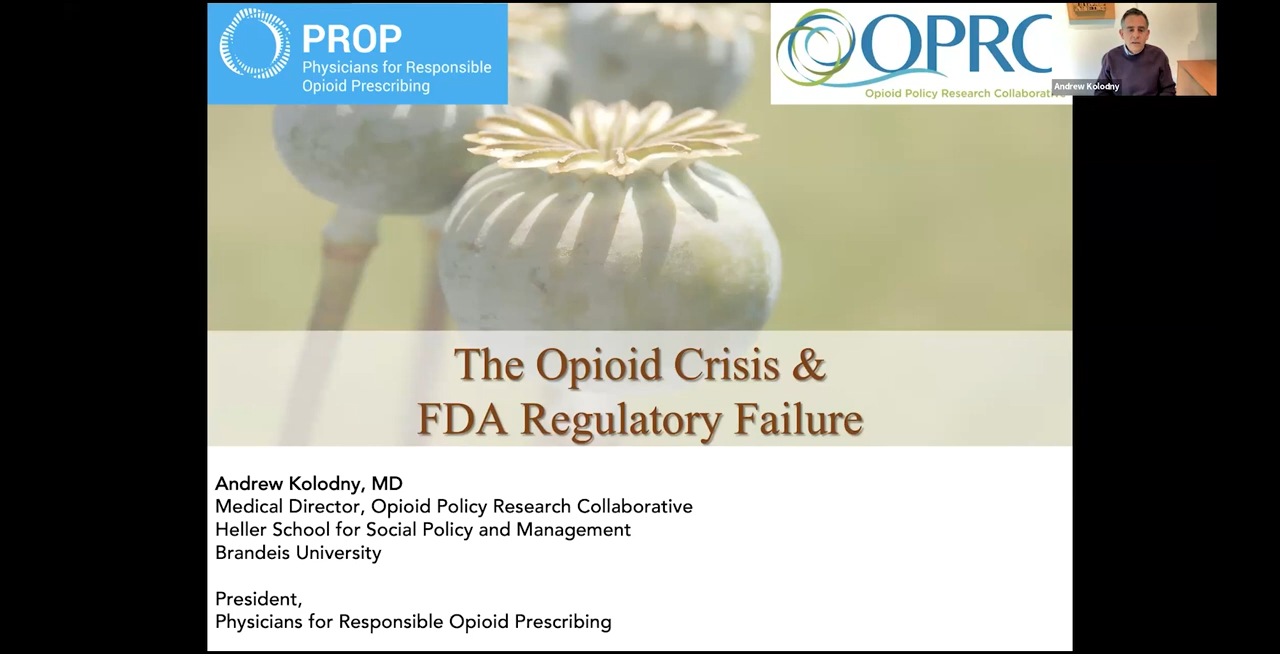 PROP
Physicians for Responsible
Opioid Prescribing
OPRC
Opioid Policy Research Collaborati
Andrew Kolodny
The Opioid Crisis &
FDA Regulatory Failure
Andrew Kolodny, MD
Medical Director, Opioid Policy Research Collaborative
Heller School for Social Policy and Management
Brandeis University
President,
Physicians for Responsible Opioid Prescribing